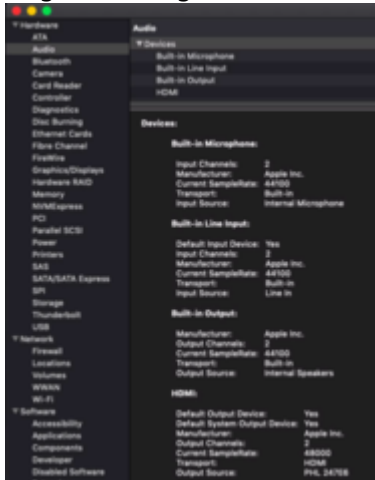 Hardware
ATA
Audio
Bluetooth
Camera
Card Reader
Controller
Diagnostics
Disc Burning
Ethernet Cards
Fibre Channel
FireWire
Graphics/Displays
Hardware RAID
Memory
NVMExpress
PCI
Parallel SCSI
Power
Printers
SAS
SATA/SATA Express
SPI
Storage
Thunderbolt
USB
Network
Firewall
Locations
Volumes
WWAN
Wi-Fi
Software
Accessibility
Applications
Components
Developer
Disabled Software
Audio
Devices
Built-in Microphone
Built-in Line Input
Built-in Output
HDMI
Devices:
Built-in Microphone:
Input Channels: 2
Manufacturer: Apple Inc.
Current SampleRate: 44100
Transport: Built-in
Input Source: Internal Microphone
Built-in Line Input:
Default Input Device: Yes
Input Channels: 2
Manufacturer: Apple Inc.
Current SampleRate: 44100
Transport: Built-in
Input Source: Line In
Built-in Output:
Manufacturer: Apple Inc.
Output Channels: 2
Current SampleRate: 44100
Transport: Built-in
Output Source: Internal Speakers
HDMI:
Default Output Device: Yes
Default System Output Device: Yes
Manufacturer: Apple Inc.
Output Channels: 2
Current SampleRate: 48000
Transport: HDMI
Output Source: PHL